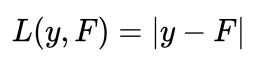 L(y, F) = |y − F|